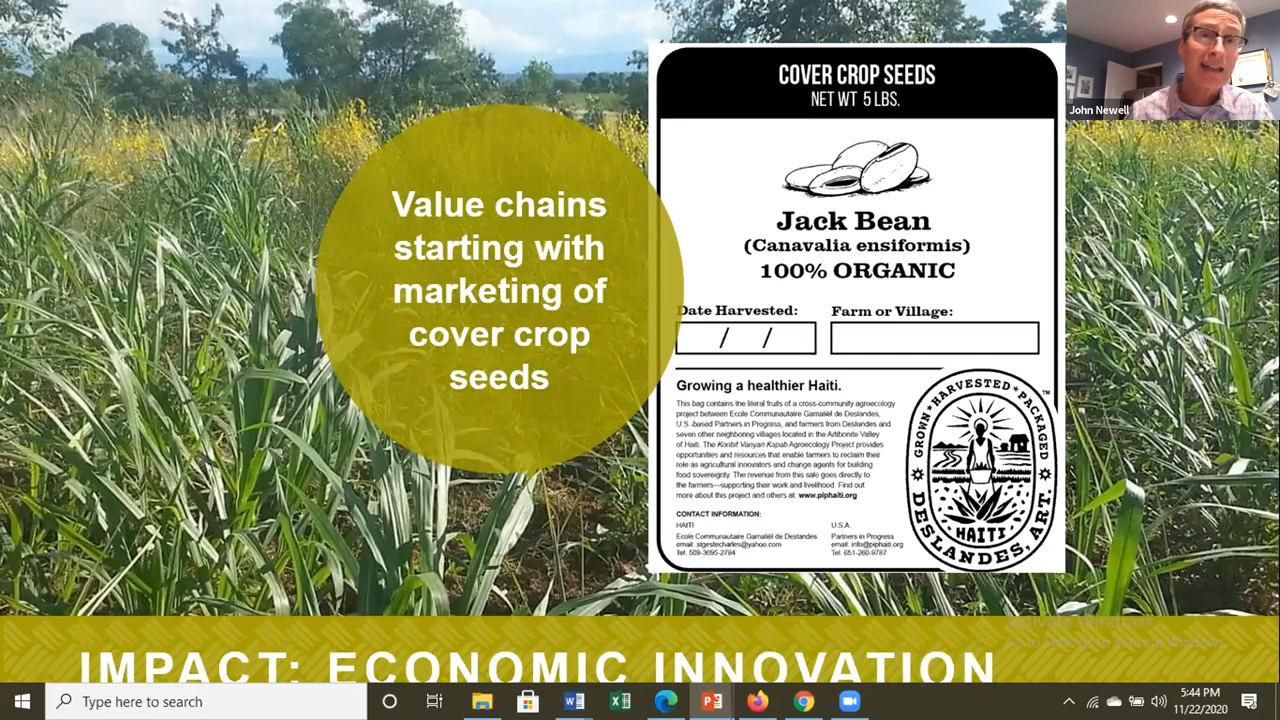 John Newell
Value chains
starting with
marketing of
cover crop
seeds
COVER CROP SEEDS
NET WT 5 LBS.
Jack Bean
(Canavalia ensiformis)
100% ORGANIC
Date Harvested:
/ /
Farm or Village:
Growing a healthier Haiti.
This bag contains the literal fruits of a cross-community agroecology
project between Ecole Communautaire Gamaliël de Deslandes,
U.S.-based Partners in Progress, and farmers from Deslandes and
seven other neighboring villages located in the Artibonite Valley
of Haiti. The Konbit Vanyan Kapab Agroecology Project provides
opportunities and resources that enable farmers to reclaim their
role as agricultural innovators and change agents for building
food sovereignty. The revenue from this sale goes directly to
the farmers—supporting their work and livelihood. Find out
more about this project and others at: www.piphaiti.org
CONTACT INFORMATION:
HAITI
Ecole Communautaire Gamaliël de Deslandes
email: stgestecharles@yahoo.com
Tel. 509-3695-2784
U.S.A.
Partners in Progress
email: info@piphaiti.org
Tel. 651-260-9787
GROWN ★ HARVESTED ★ PACKAGED
TM
HAITI
DESLANDES, ART.
Activate Windows
IMPACT: ECONOMIC INNOVATION
Type here to search
5:44 PM
11/22/2020